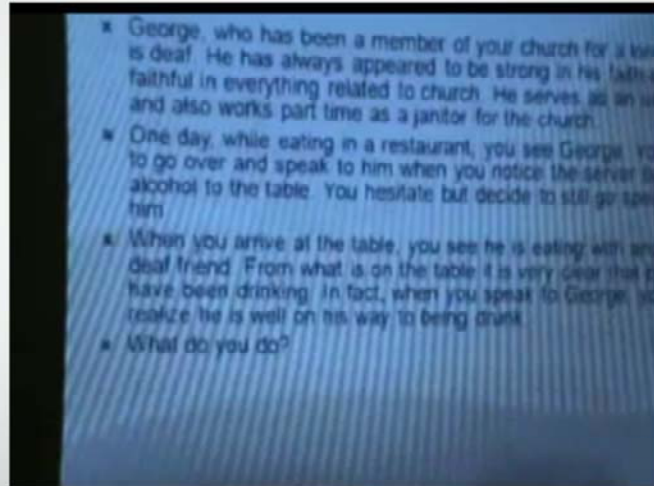 George, who has been a member of your church for a
is deaf. He has always appeared to be strong in his faith
faithful in everything related to church. He serves as an
and also works part time as a janitor for the church.
One day, while eating in a restaurant, you see George.
to go over and speak to him when you notice the server
alcohol to the table. You hesitate but decide to still go
him
When you arrive at the table, you see he is eating with
deaf friend. From what is on the table it is very clear that
have been drinking. In fact, when you speak to George,
realize he is well on his way to being drunk.
What do you do?